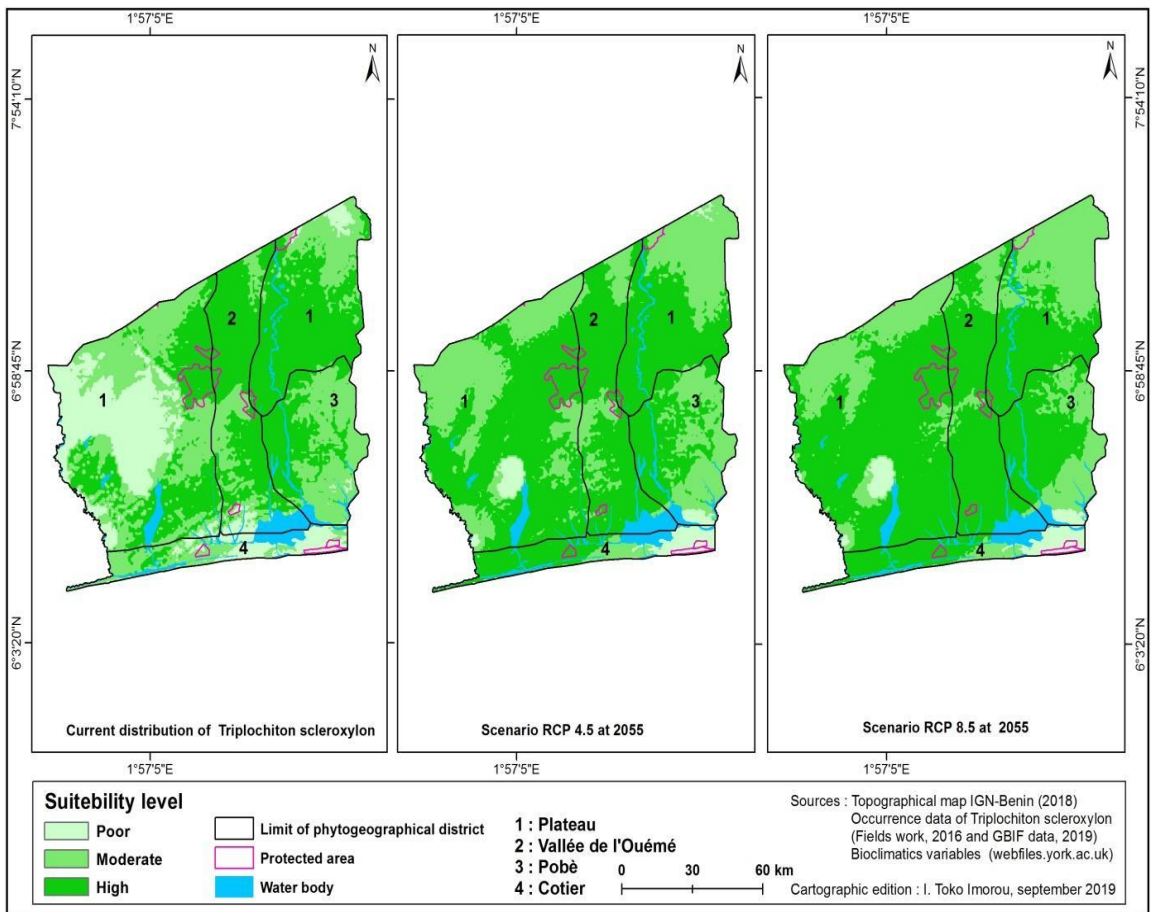 1°57'5"E
1°57'5"E
1°57'5"E
N
N
N
7°54'10"N
7°54'10"N
6°58'45"N
6°58'45"N
6°3'20"N
6°3'20"N
1
2
1
3
4
1
2
1
3
4
1
2
1
3
4
Current distribution of Triplochiton scleroxylon
Scenario RCP 4.5 at 2055
Scenario RCP 8.5 at 2055
1°57'5"E
1°57'5"E
1°57'5"E
Suitebility level
Poor
Moderate
High
Limit of phytogeographical district
Protected area
Water body
1 : Plateau
2 : Vallée de l'Ouémé
3 : Pobè
4 : Cotier
0 30 60 km
Sources : Topographical map IGN-Benin (2018)
Occurrence data of Triplochiton scleroxylon
(Fields work, 2016 and GBIF data, 2019)
Bioclimatics variables (webfiles.york.ac.uk)
Cartographic edition : I. Toko Imorou, september 2019